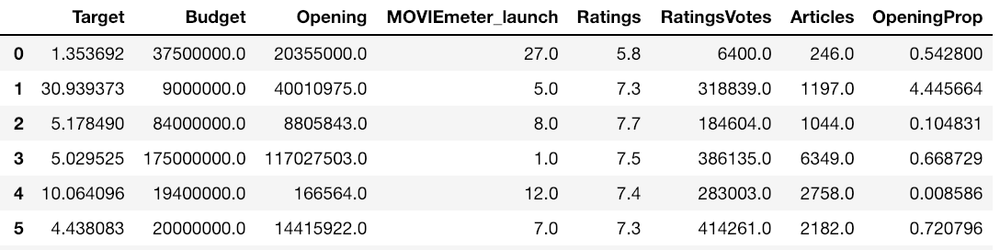 Target Budget Opening MOVIEmeter_launch Ratings RatingsVotes Articles OpeningProp
0 1.353692 37500000.0 20355000.0 27.0 5.8 6400.0 246.0 0.542800
1 30.939373 9000000.0 40010975.0 5.0 7.3 318839.0 1197.0 4.445664
2 5.178490 84000000.0 8805843.0 8.0 7.7 184604.0 1044.0 0.104831
3 5.029525 175000000.0 117027503.0 1.0 7.5 386135.0 6349.0 0.668729
4 10.064096 19400000.0 166564.0 12.0 7.4 283003.0 2758.0 0.008586
5 4.438083 20000000.0 14415922.0 7.0 7.3 414261.0 2182.0 0.720796